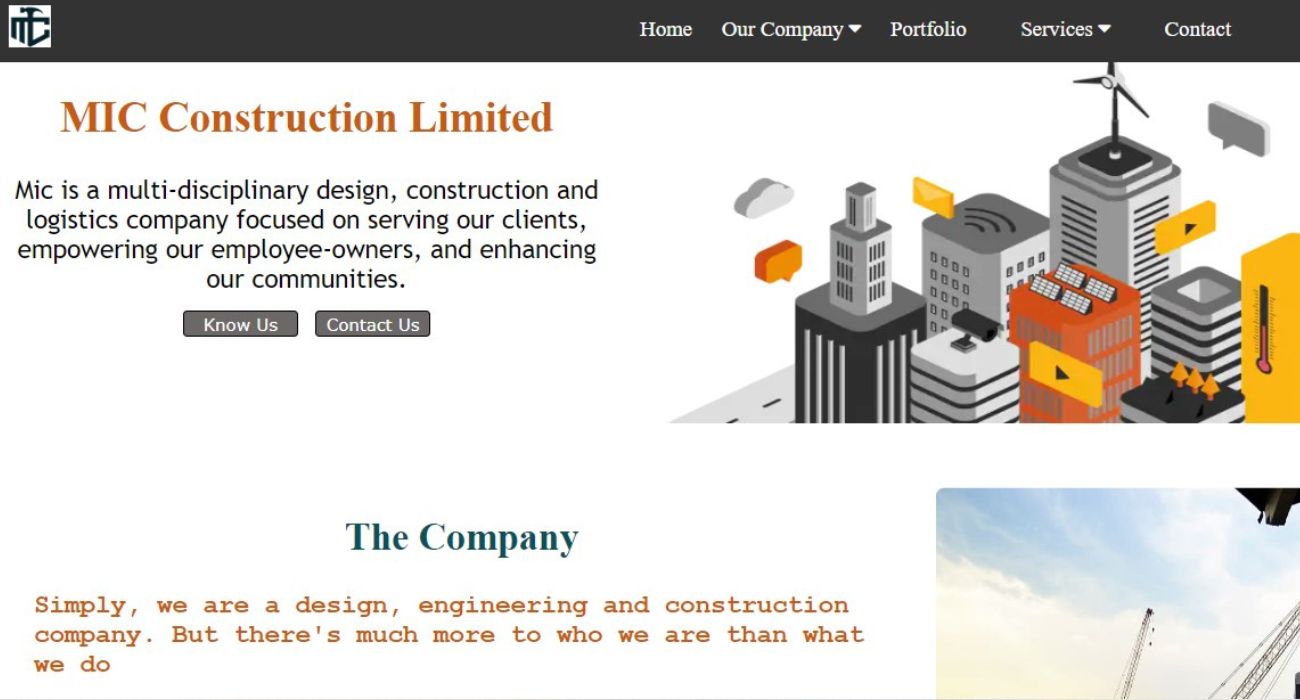 MTC
Home Our Company Portfolio Services Contact
MIC Construction Limited
Mic is a multi-disciplinary design, construction and
logistics company focused on serving our clients,
empowering our employee-owners, and enhancing
our communities.
Know Us Contact Us
The Company
Simply, we are a design, engineering and construction
company. But there's much more to who we are than what
we do